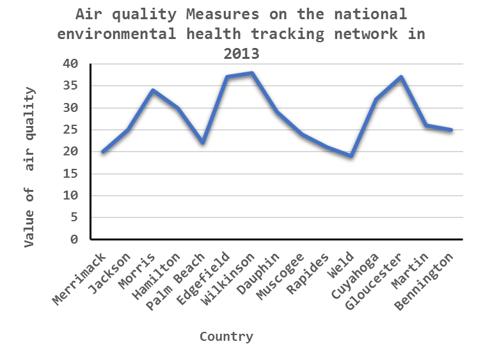 Air quality Measures on the national
environmental health tracking network in
2013
Value of  air quality
40
35
30
25
20
15
10
5
0
Merrimack
Jackson
Morris
Hamilton
Palm Beach
Edgefield
Wilkinson
Dauphin
Muscogee
Rapides
Weld
Cuyahoga
Gloucester
Martin
Bennington
Country